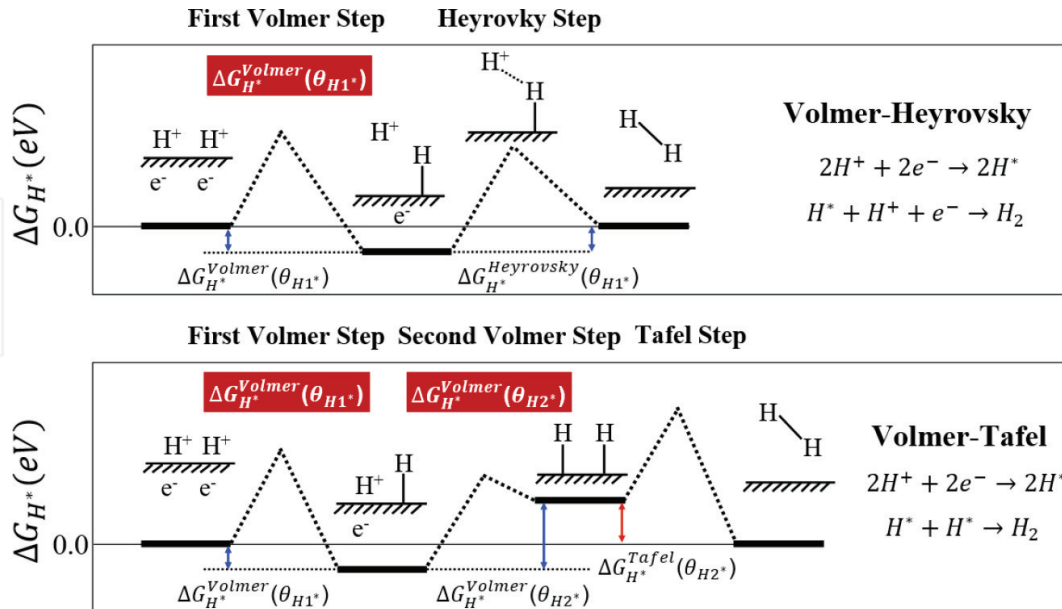 First Volmer Step Heyrovky Step
ΔG_{H*}^{Volmer}(θ_{H1*})
H⁺
H
H⁺ H⁺
e⁻ e⁻
H⁺
H
e⁻
H
H
ΔG_{H*}(eV)
0.0
ΔG_{H*}^{Volmer}(θ_{H1*})
ΔG_{H*}^{Heyrovsky}(θ_{H1*})
Volmer-Heyrovsky
2H⁺ + 2e⁻ → 2H*
H* + H⁺ + e⁻ → H₂
First Volmer Step Second Volmer Step Tafel Step
ΔG_{H*}^{Volmer}(θ_{H1*})
ΔG_{H*}^{Volmer}(θ_{H2*})
H⁺ H⁺
e⁻ e⁻
H⁺ H
e⁻
H H
H
H
ΔG_{H*}(eV)
0.0
ΔG_{H*}^{Volmer}(θ_{H1*})
ΔG_{H*}^{Volmer}(θ_{H2*})
ΔG_{H*}^{Tafel}(θ_{H2*})
Volmer-Tafel
2H⁺ + 2e⁻ → 2H*
H* + H* → H₂